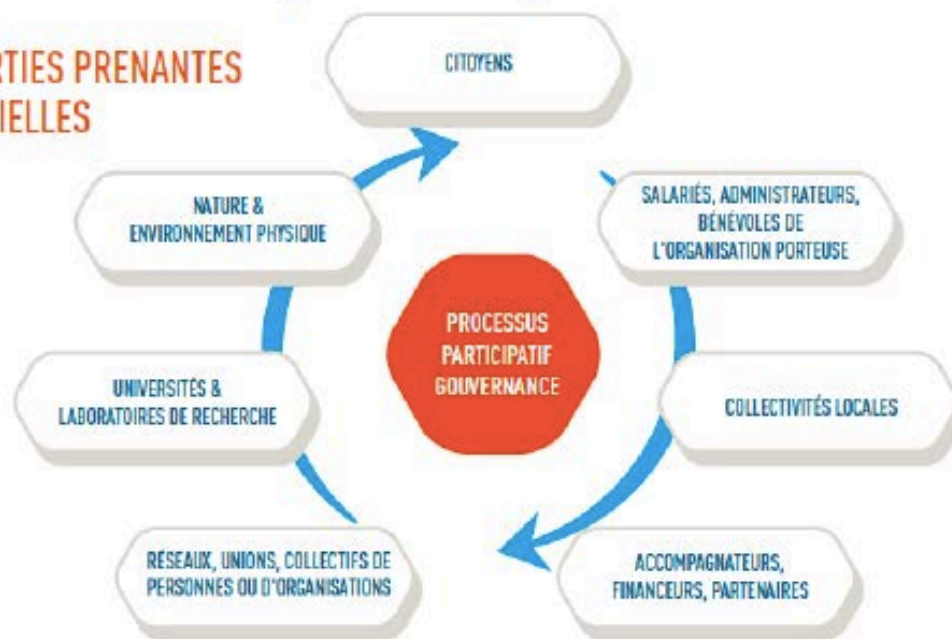 RTIES PRENANTES
IELLES
CITOYENS
NATURE &
ENVIRONNEMENT PHYSIQUE
SALARIÉS, ADMINISTRATEURS,
BÉNÉVOLES DE
L'ORGANISATION PORTEUSE
PROCESSUS
PARTICIPATIF
GOUVERNANCE
UNIVERSITÉS &
LABORATOIRES DE RECHERCHE
COLLECTIVITÉS LOCALES
RÉSEAUX, UNIONS, COLLECTIFS DE
PERSONNES OU D'ORGANISATIONS
ACCOMPAGNATEURS,
FINANCEURS, PARTENAIRES